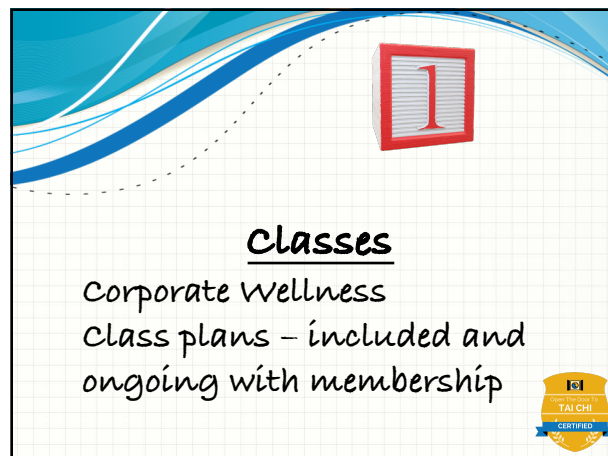 1
Classes
Corporate Wellness
Class plans – included and
ongoing with membership
Open The Door To
TAI CHI
CERTIFIED